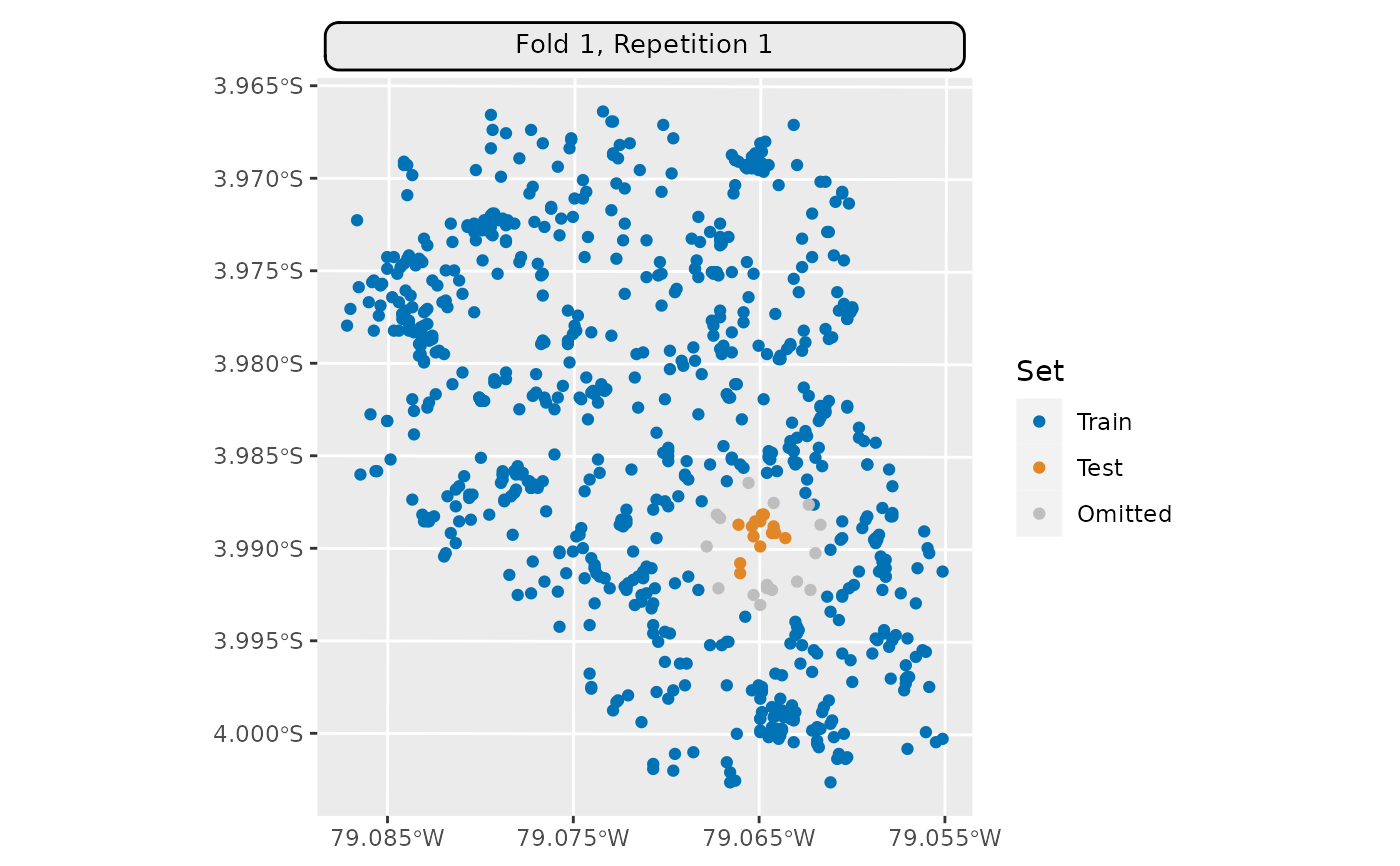 Fold 1, Repetition 1
3.965°S
3.970°S
3.975°S
3.980°S
3.985°S
3.990°S
3.995°S
4.000°S
79.085°W 79.075°W 79.065°W 79.055°W
Set
Train
Test
Omitted